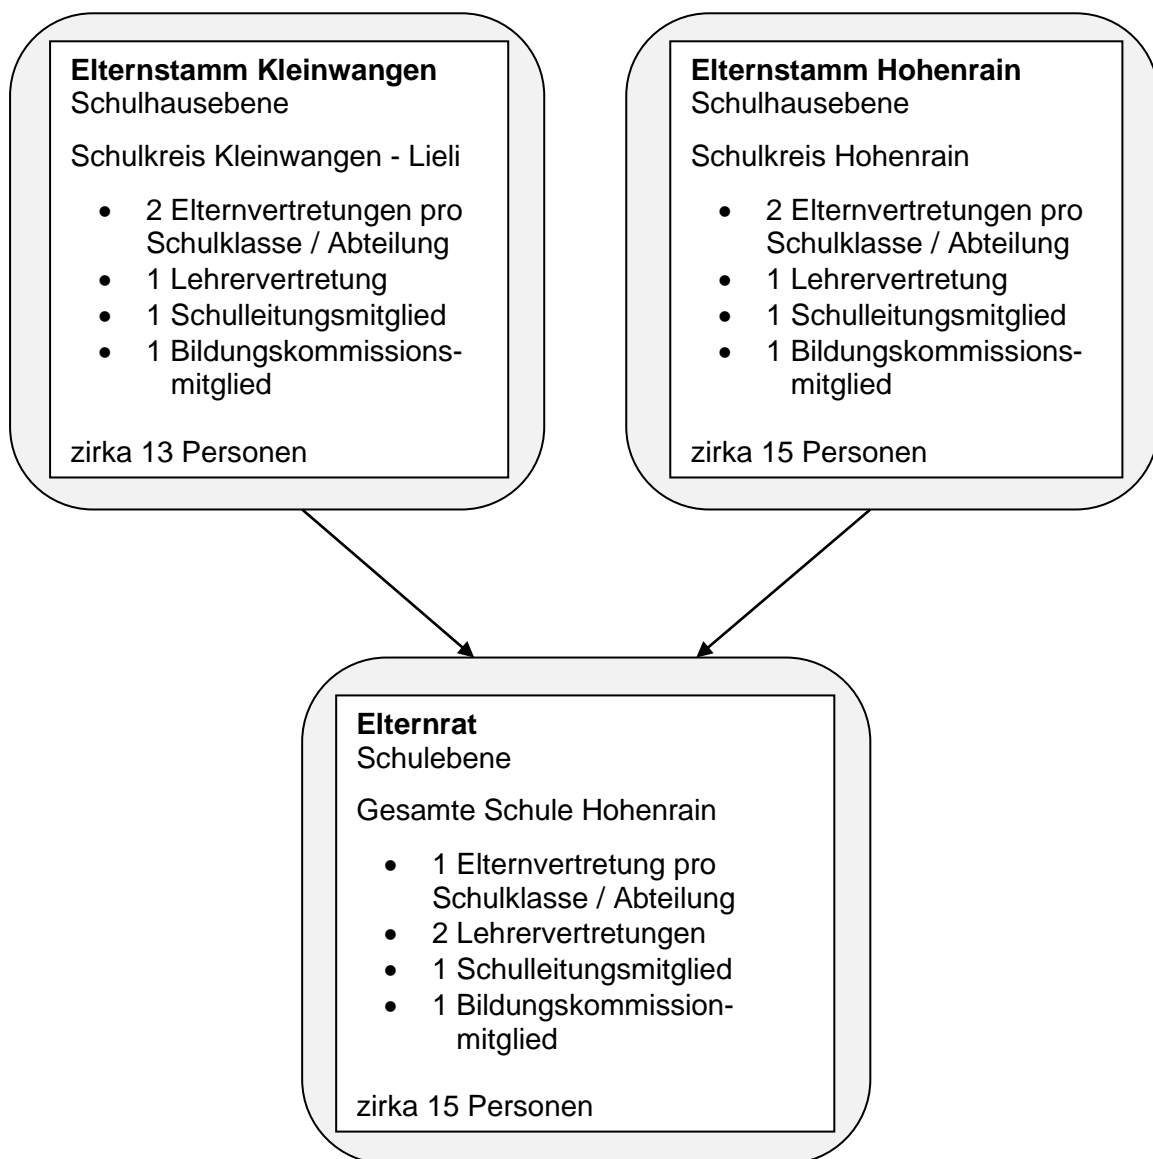 Elternstamm Kleinwangen
Schulhausebene
Schulkreis Kleinwangen - Lieli
• 2 Elternvertretungen pro
Schulklasse / Abteilung
• 1 Lehrervertretung
• 1 Schulleitungsmitglied
• 1 Bildungskommissions-
mitglied
zirka 13 Personen
Elternstamm Hohenrain
Schulhausebene
Schulkreis Hohenrain
• 2 Elternvertretungen pro
Schulklasse / Abteilung
• 1 Lehrervertretung
• 1 Schulleitungsmitglied
• 1 Bildungskommissions-
mitglied
zirka 15 Personen
Elternrat
Schulebene
Gesamte Schule Hohenrain
• 1 Elternvertretung pro
Schulklasse / Abteilung
• 2 Lehrervertretungen
• 1 Schulleitungsmitglied
• 1 Bildungskommission-
mitglied
zirka 15 Personen